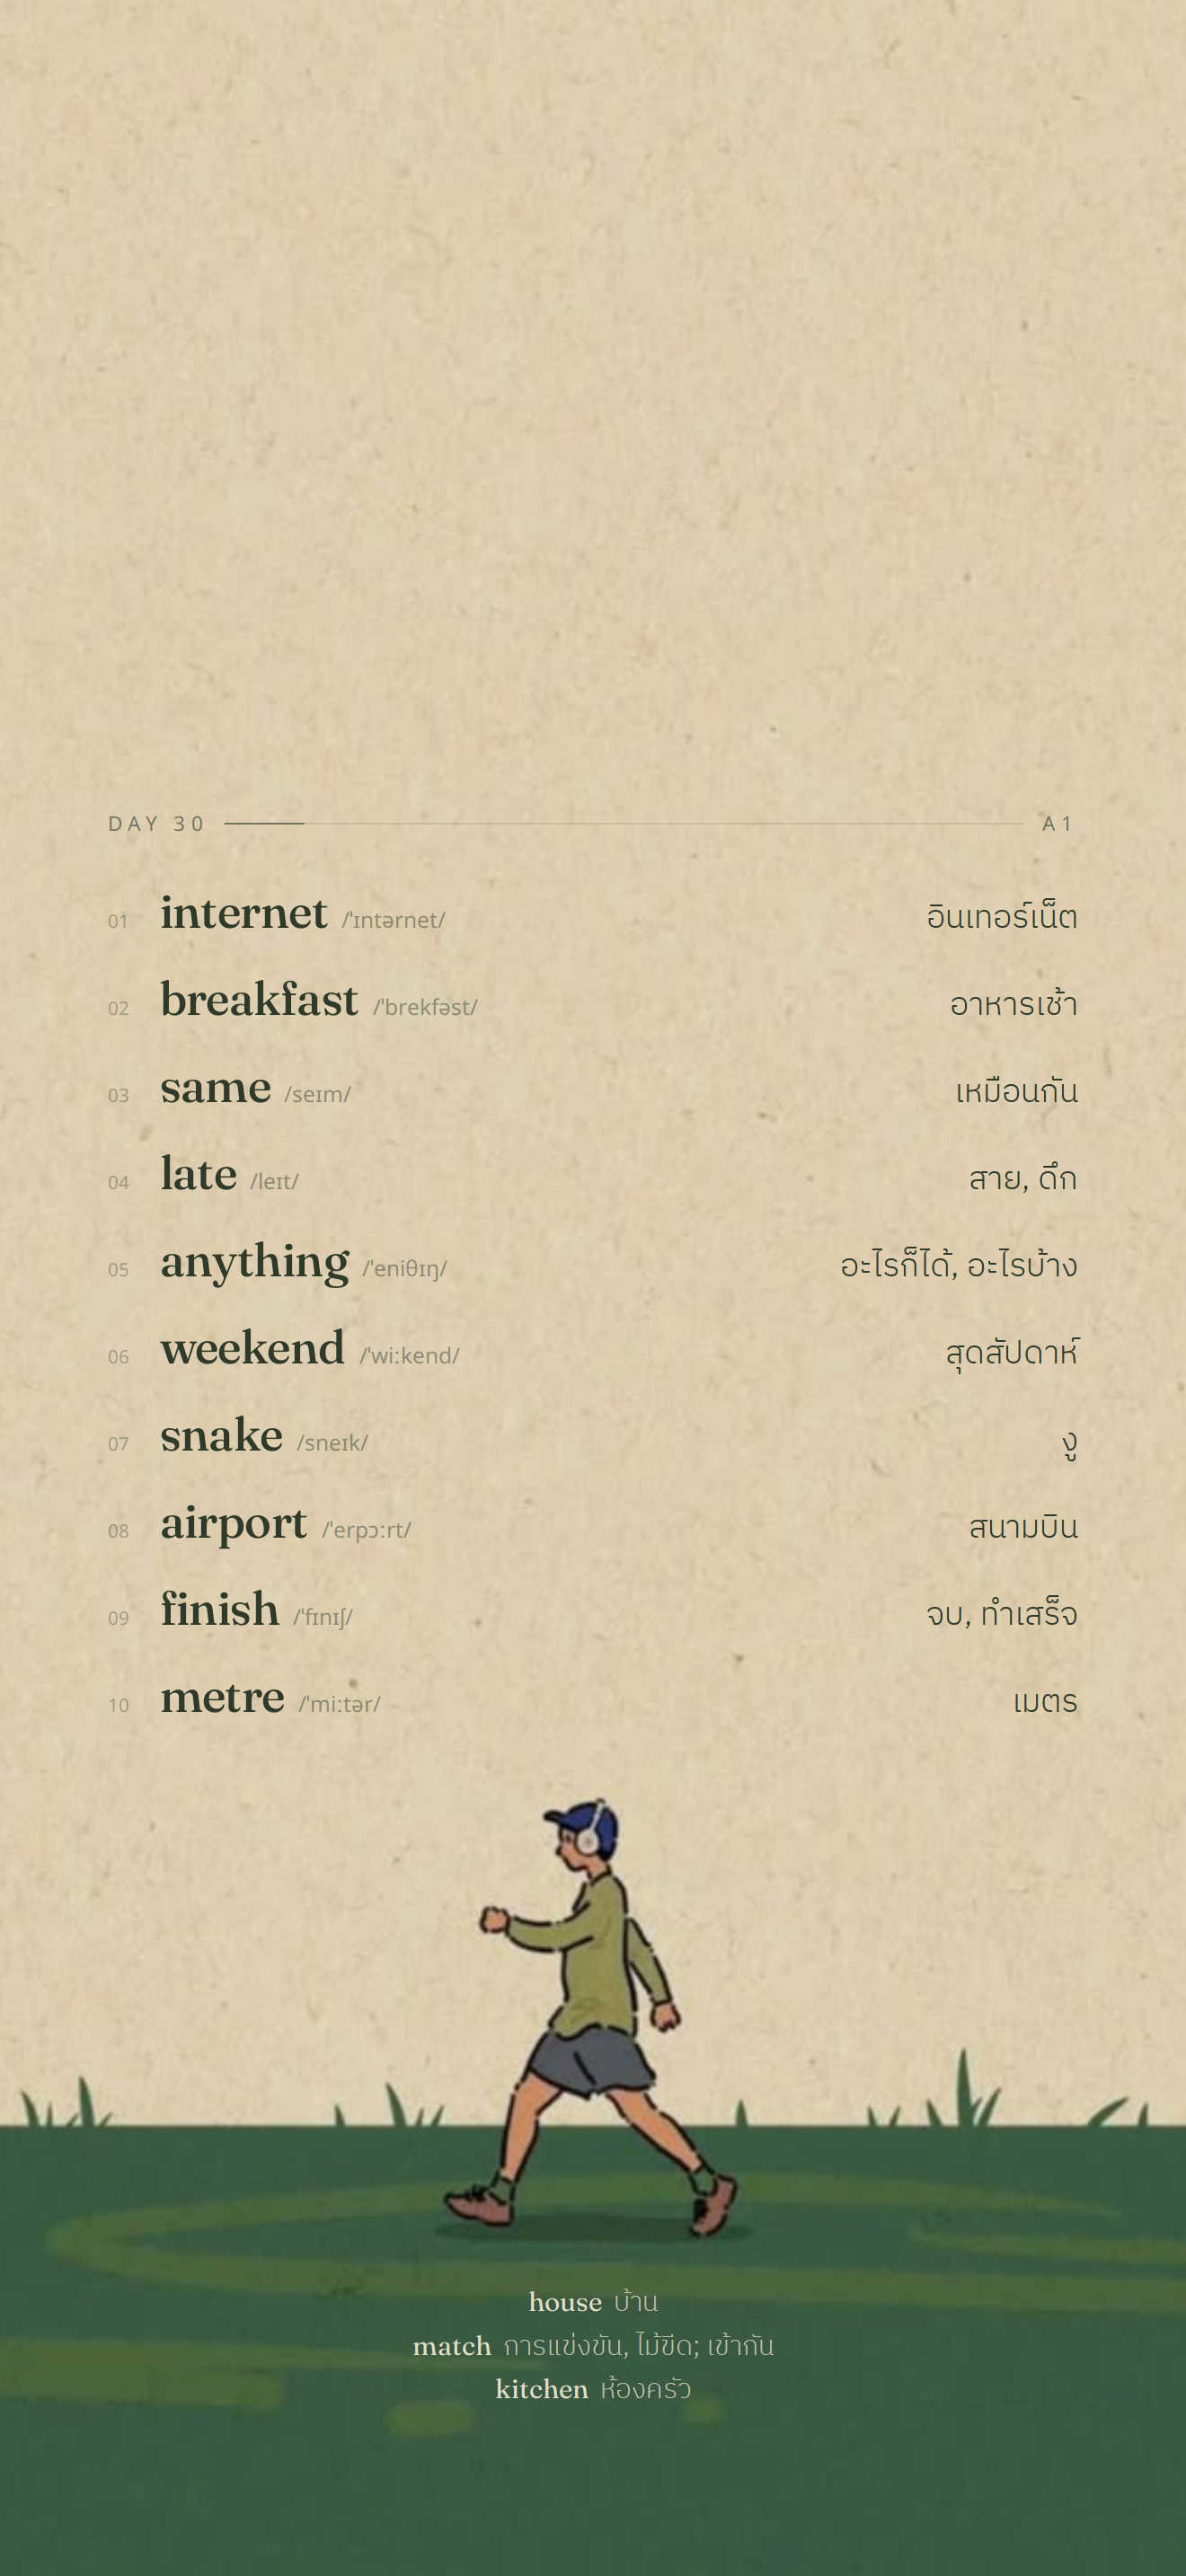 DAY 30 A1
01 internet /ˈɪntərnet/ อินเทอร์เน็ต
02 breakfast /ˈbrekfəst/ อาหารเช้า
03 same /seɪm/ เหมือนกัน
04 late /leɪt/ สาย, ดึก
05 anything /ˈeniθɪŋ/ อะไรก็ได้, อะไรบ้าง
06 weekend /ˈwiːkend/ สุดสัปดาห์
07 snake /sneɪk/ งู
08 airport /ˈerpɔːrt/ สนามบิน
09 finish /ˈfɪnɪʃ/ จบ, ทำเสร็จ
10 metre /ˈmiːtər/ เมตร
house บ้าน
match การแข่งขัน, ไม้ขีด; เข้ากัน
kitchen ห้องครัว